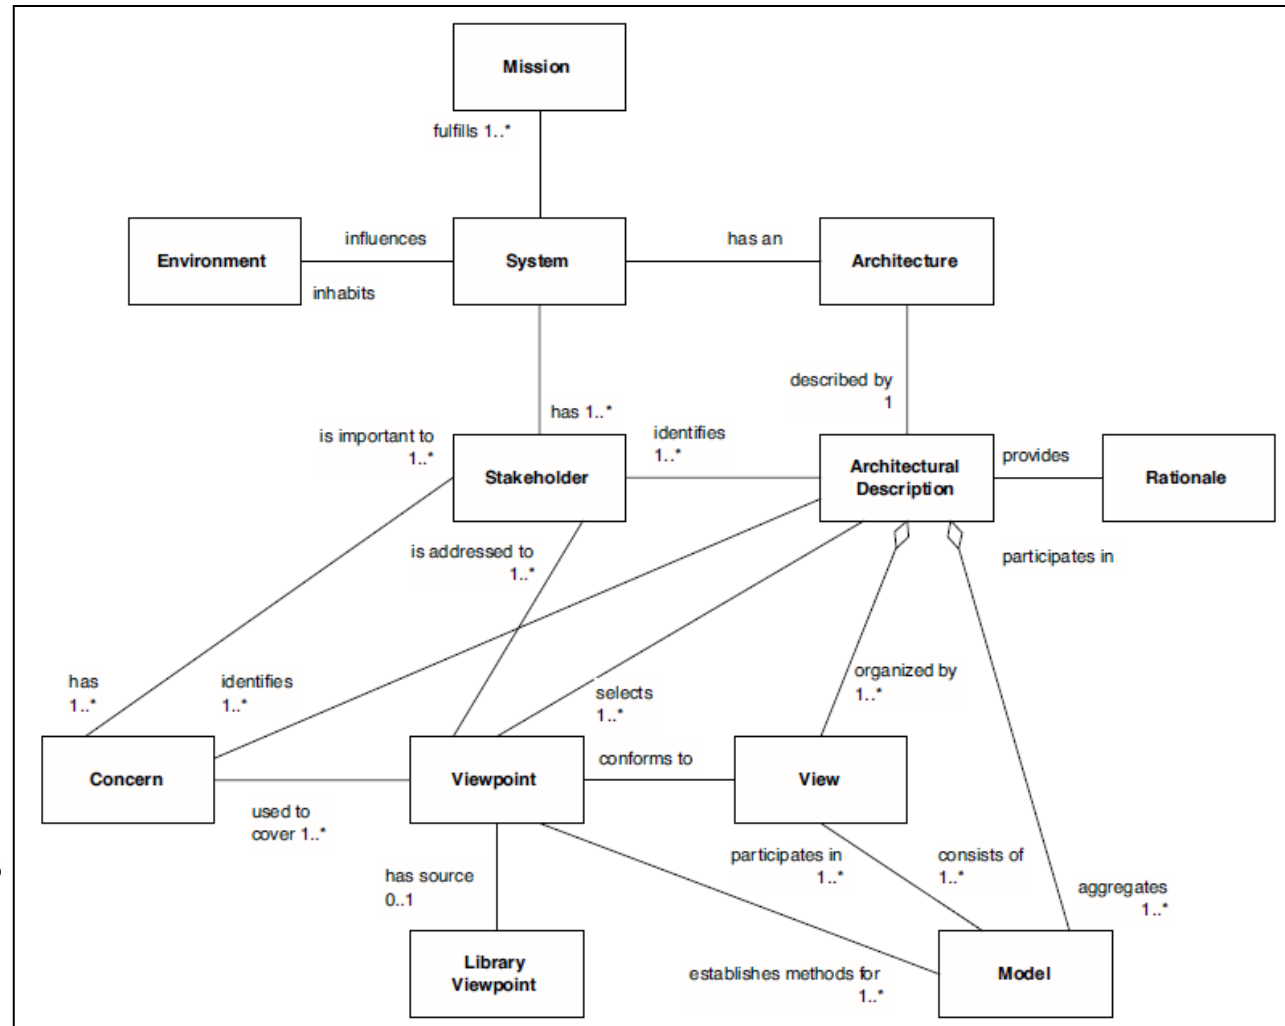 Mission
fulfills 1..*
influences
has an
Environment
System
Architecture
inhabits
described by
1
has 1..*
is important to
1..*
identifies
1..*
Stakeholder
Architectural
Description
provides
Rationale
is addressed to
1..*
participates in
has
1..*
identifies
1..*
selects
1..*
organized by
1..*
conforms to
Concern
Viewpoint
View
used to
cover 1..*
participates in
1..*
consists of
1..*
has source
0..1
aggregates
1..*
Library
Viewpoint
establishes methods for
1..*
Model